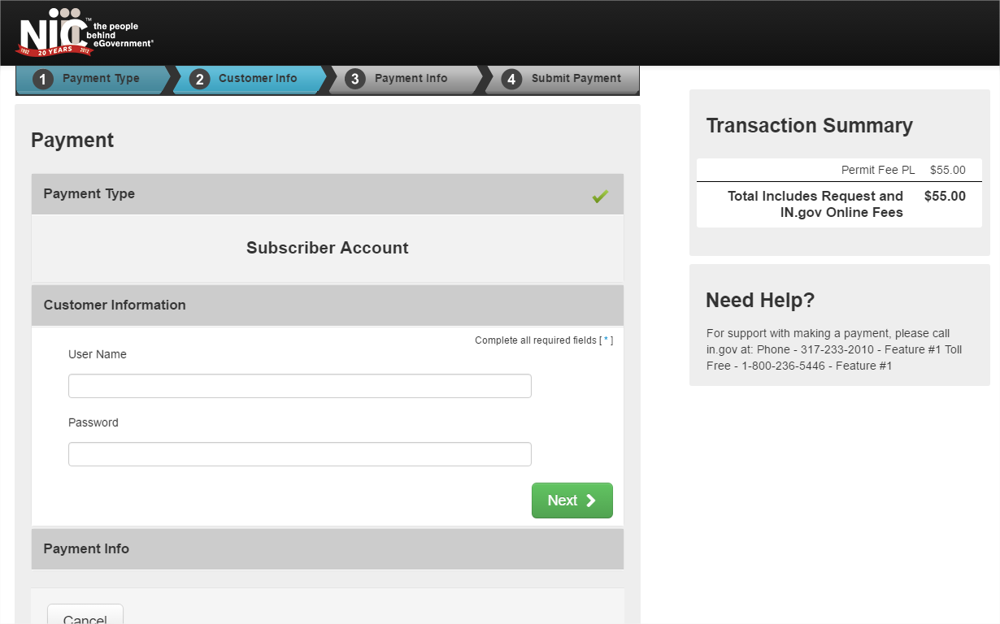 NIC™ the people
behind
eGovernment®
1992 20 YEARS 2012
1 Payment Type 2 Customer Info 3 Payment Info 4 Submit Payment
Payment
Payment Type
Subscriber Account
Customer Information
Complete all required fields [ * ]
User Name
Password
Next
Payment Info
Cancel
Transaction Summary
Permit Fee PL $55.00
Total Includes Request and $55.00
IN.gov Online Fees
Need Help?
For support with making a payment, please call
in.gov at: Phone - 317-233-2010 - Feature #1 Toll
Free - 1-800-236-5446 - Feature #1